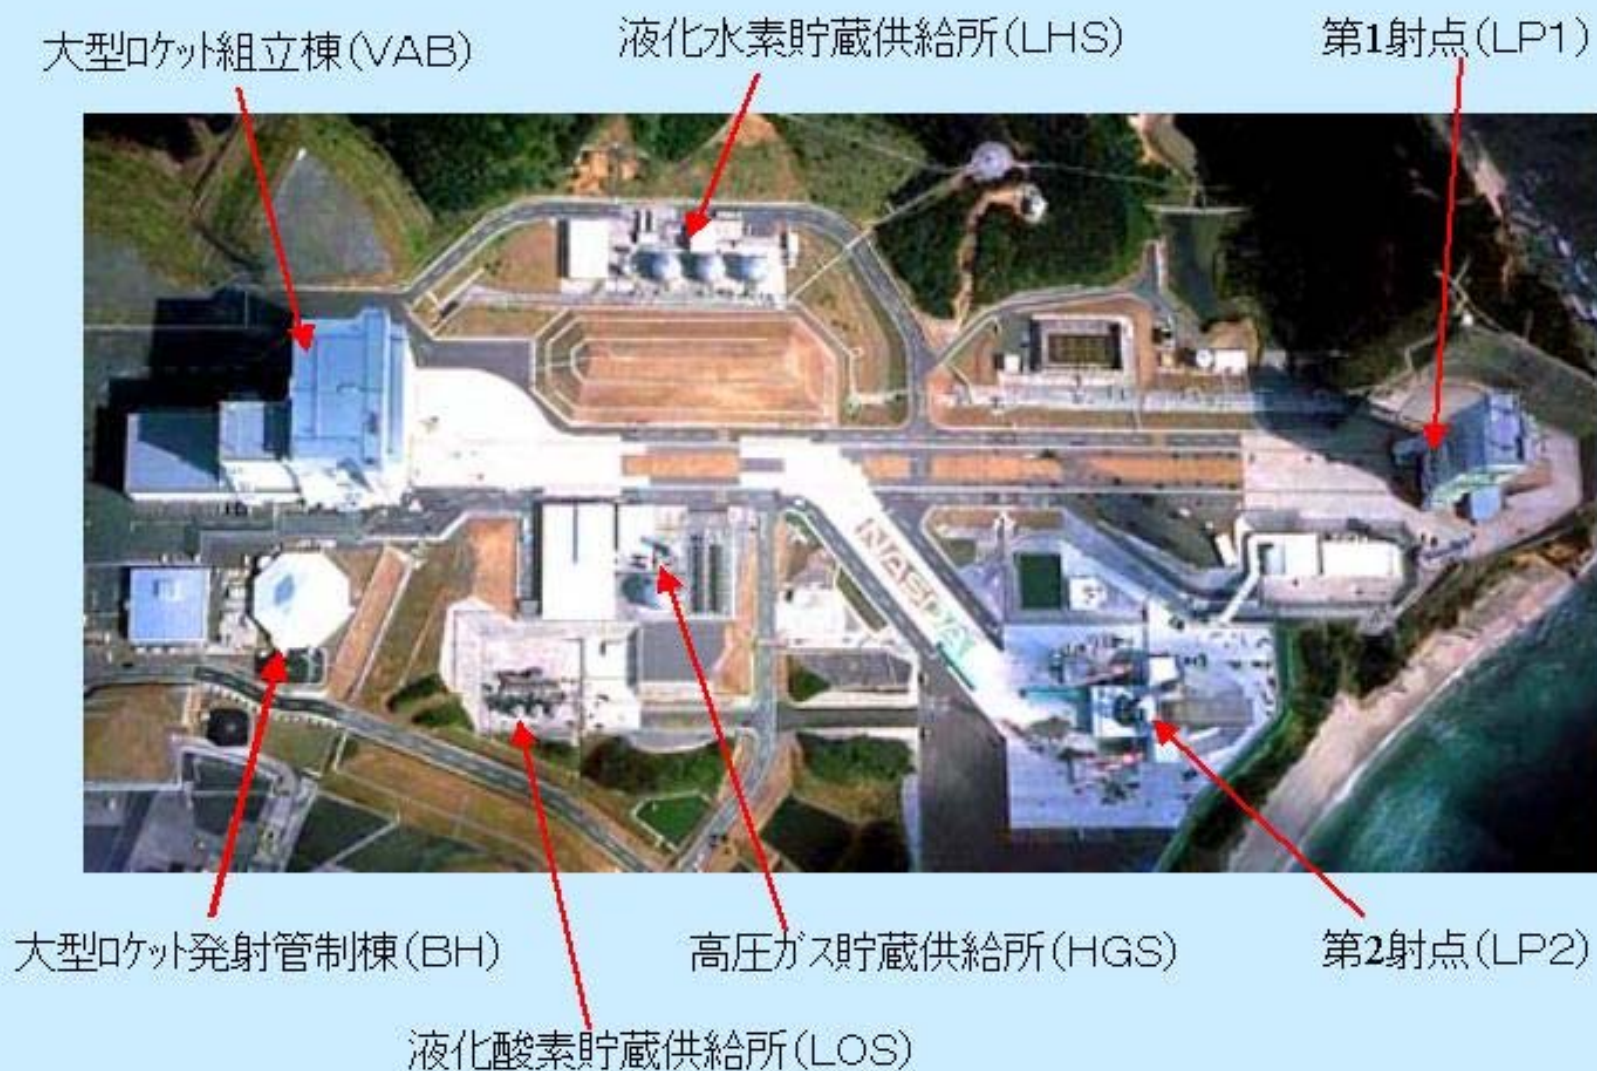 大型ロケット組立棟(VAB)
液化水素貯蔵供給所(LHS)
第1射点(LP1)
NASDA
大型ロケット発射管制棟(BH)
高圧ガス貯蔵供給所(HGS)
第2射点(LP2)
液化酸素貯蔵供給所(LOS)